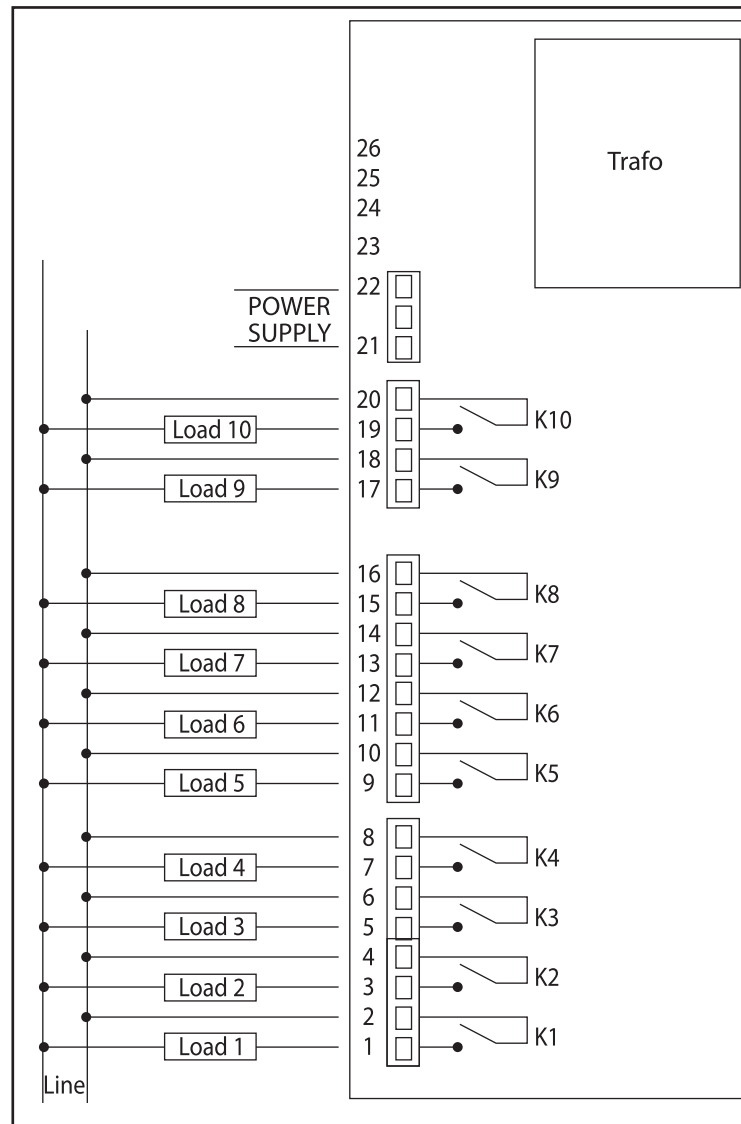 26
Trafo
25
24
23
22
POWER
SUPPLY
21
20
K10
Load 10 19
18
K9
Load 9 17
16
K8
Load 8 15
14
K7
Load 7 13
12
K6
Load 6 11
10
K5
Load 5 9
8
K4
Load 4 7
6
K3
Load 3 5
4
K2
Load 2 3
2
K1
Load 1 1
Line